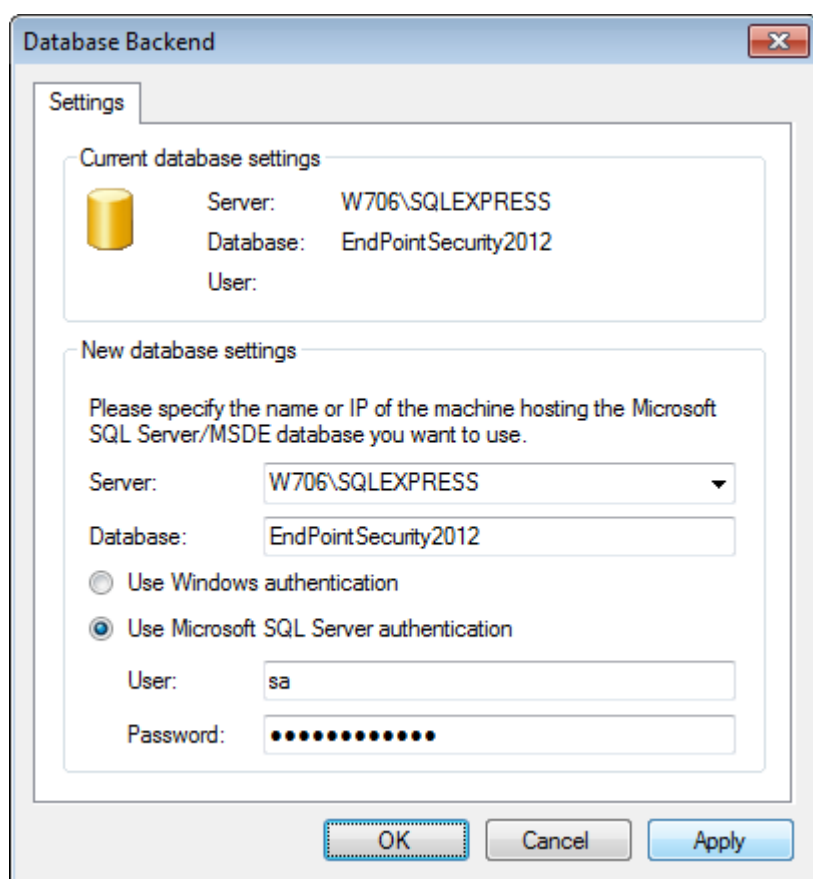 Database Backend
Settings
Current database settings
Server: W706\SQLEXPRESS
Database: EndPointSecurity2012
User:
New database settings
Please specify the name or IP of the machine hosting the Microsoft
SQL Server/MSDE database you want to use.
Server: W706\SQLEXPRESS
Database: EndPointSecurity2012
Use Windows authentication
Use Microsoft SQL Server authentication
User: sa
Password: ●●●●●●●●●●●●
OK Cancel Apply